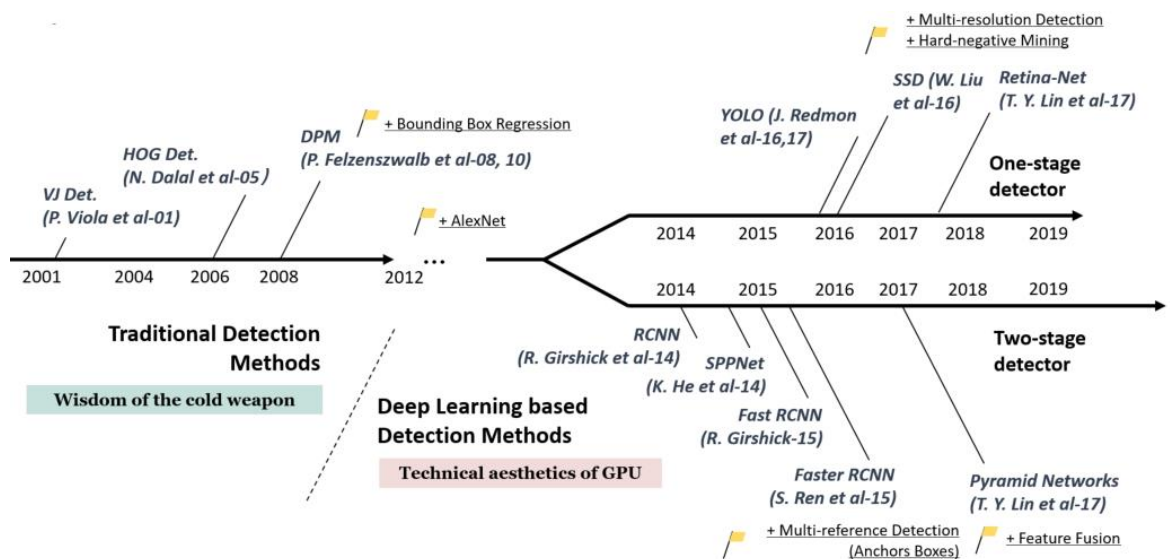 + Multi-resolution Detection
+ Hard-negative Mining
SSD (W. Liu
et al-16)
Retina-Net
(T. Y. Lin et al-17)
YOLO (J. Redmon
et al-16,17)
+ Bounding Box Regression
DPM
(P. Felzenszwalb et al-08, 10)
HOG Det.
(N. Dalal et al-05)
VJ Det.
(P. Viola et al-01)
+ AlexNet
One-stage
detector
2014 2015 2016 2017 2018 2019
2001 2004 2006 2008 2012 ...
2014 2015 2016 2017 2018 2019
Traditional Detection
Methods
Wisdom of the cold weapon
Deep Learning based
Detection Methods
Technical aesthetics of GPU
RCNN
(R. Girshick et al-14)
SPPNet
(K. He et al-14)
Fast RCNN
(R. Girshick-15)
Faster RCNN
(S. Ren et al-15)
Two-stage
detector
Pyramid Networks
(T. Y. Lin et al-17)
+ Multi-reference Detection
(Anchors Boxes)
+ Feature Fusion